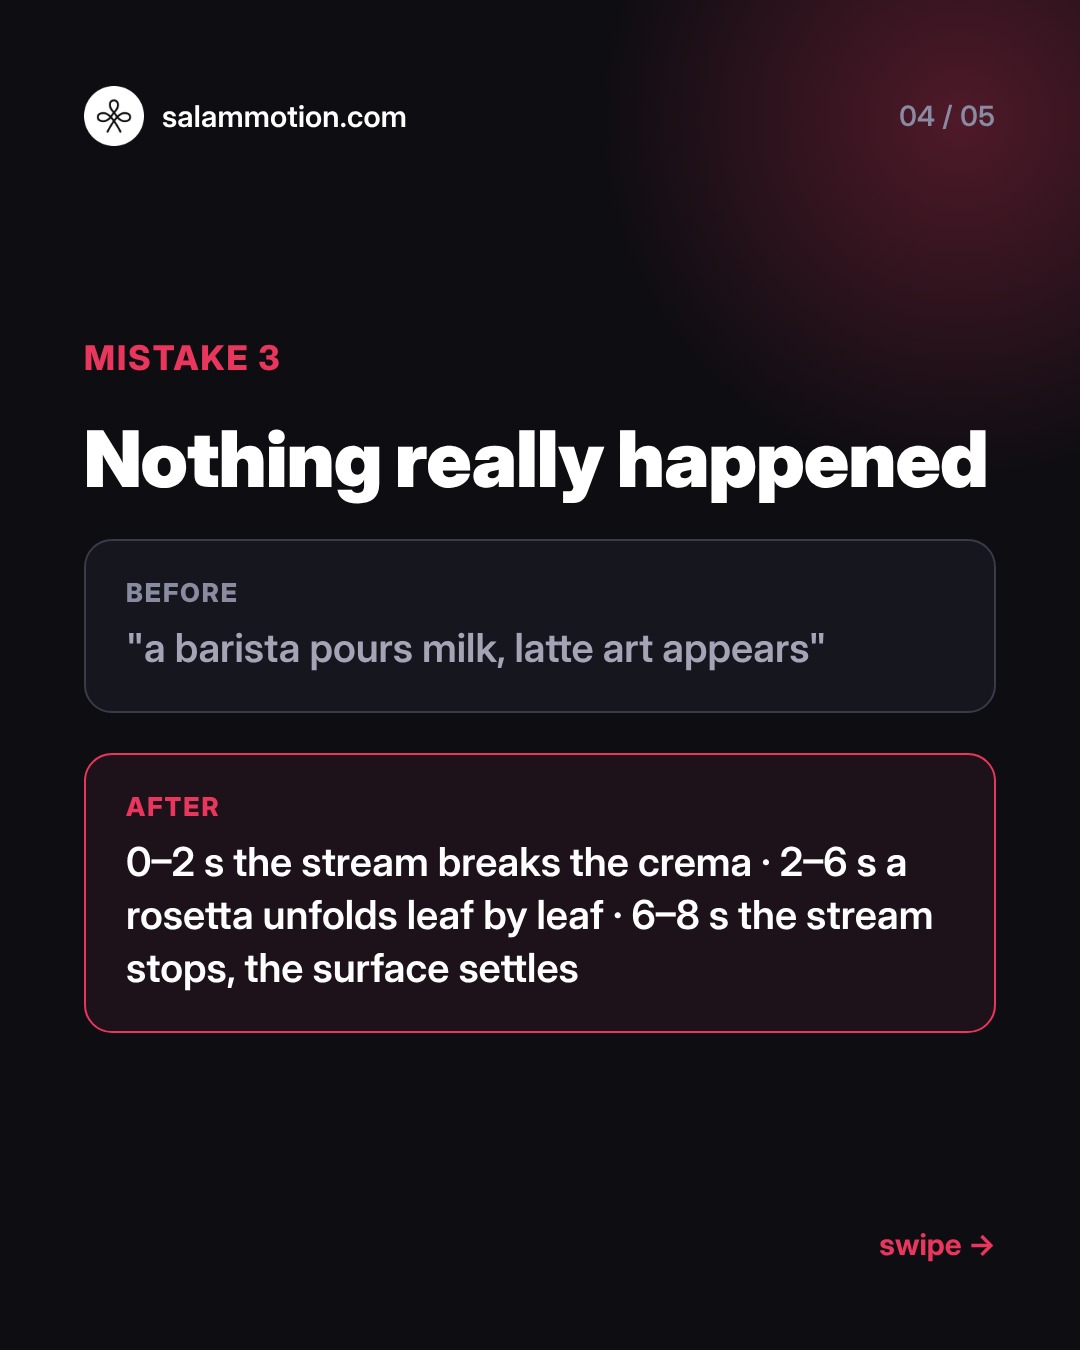 salammotion.com
04 / 05
MISTAKE 3
Nothing really happened
BEFORE
"a barista pours milk, latte art appears"
AFTER
0–2 s the stream breaks the crema · 2–6 s a
rosetta unfolds leaf by leaf · 6–8 s the stream
stops, the surface settles
swipe →